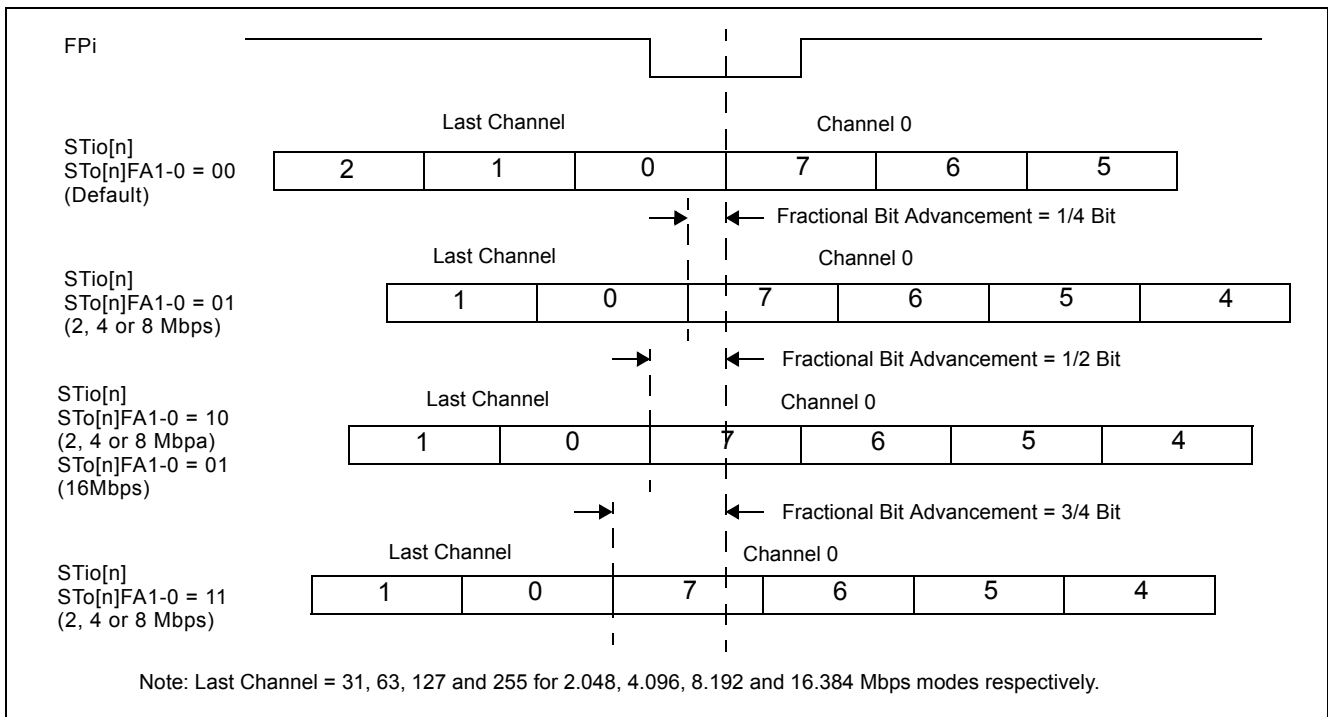 FPi
Last Channel
Channel 0
STio[n]
STo[n]FA1-0 = 00
(Default)
2 1 0 7 6 5
Fractional Bit Advancement = 1/4 Bit
Last Channel
Channel 0
STio[n]
STo[n]FA1-0 = 01
(2, 4 or 8 Mbps)
1 0 7 6 5 4
Fractional Bit Advancement = 1/2 Bit
Last Channel
Channel 0
STio[n]
STo[n]FA1-0 = 10
(2, 4 or 8 Mbpa)
STo[n]FA1-0 = 01
(16Mbps)
1 0 7 6 5 4
Fractional Bit Advancement = 3/4 Bit
Last Channel
Channel 0
STio[n]
STo[n]FA1-0 = 11
(2, 4 or 8 Mbps)
1 0 7 6 5 4
Note: Last Channel = 31, 63, 127 and 255 for 2.048, 4.096, 8.192 and 16.384 Mbps modes respectively.